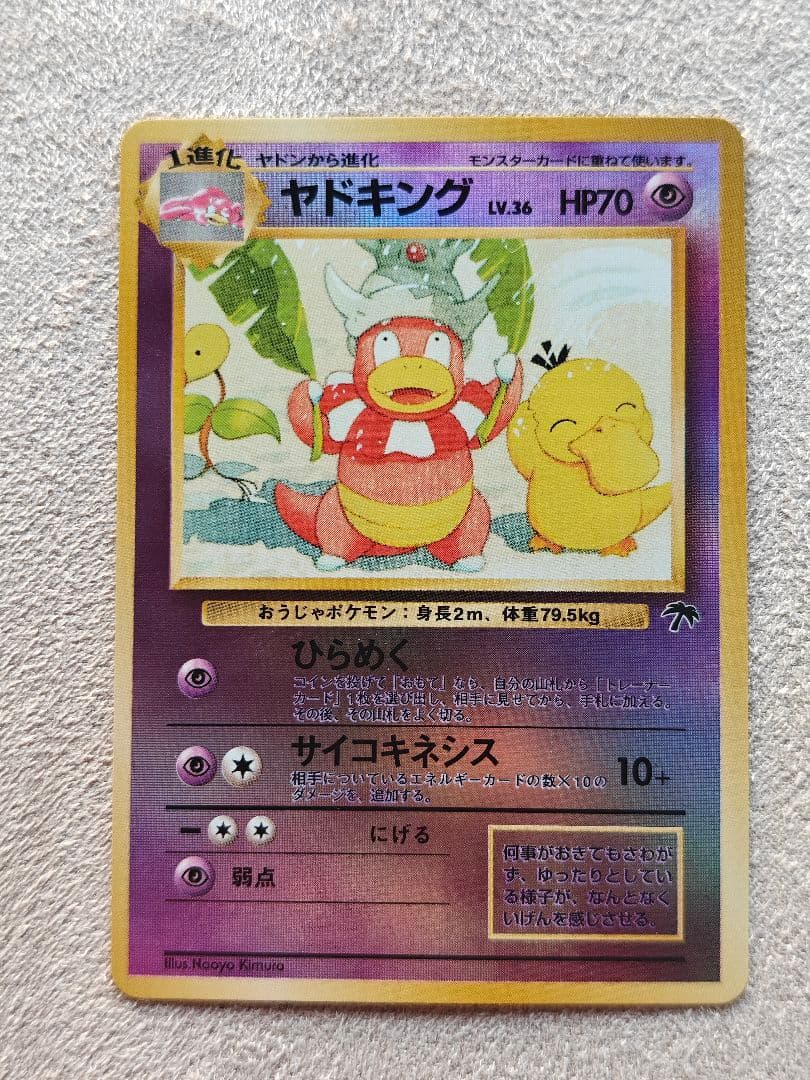 1進化 ヤドンから進化 モンスターカードに重ねて使います。
ヤドキング LV.36 HP70
おうじゃポケモン：身長2m、体重79.5kg
ひらめく
コインを投げて「おもて」なら、自分の山札から「トレーナー
カード」1枚を選び出し、相手に見せてから、手札に加える。
その後、その山札をよく切る。
サイコキネシス 10+
相手についているエネルギーカードの数×10の
ダメージを、追加する。
にげる
弱点
何事がおきてもさわが
ず、ゆったりとしてい
る様子が、なんとなく
いげんを感じさせる。
Illus.Naoyo Kimura